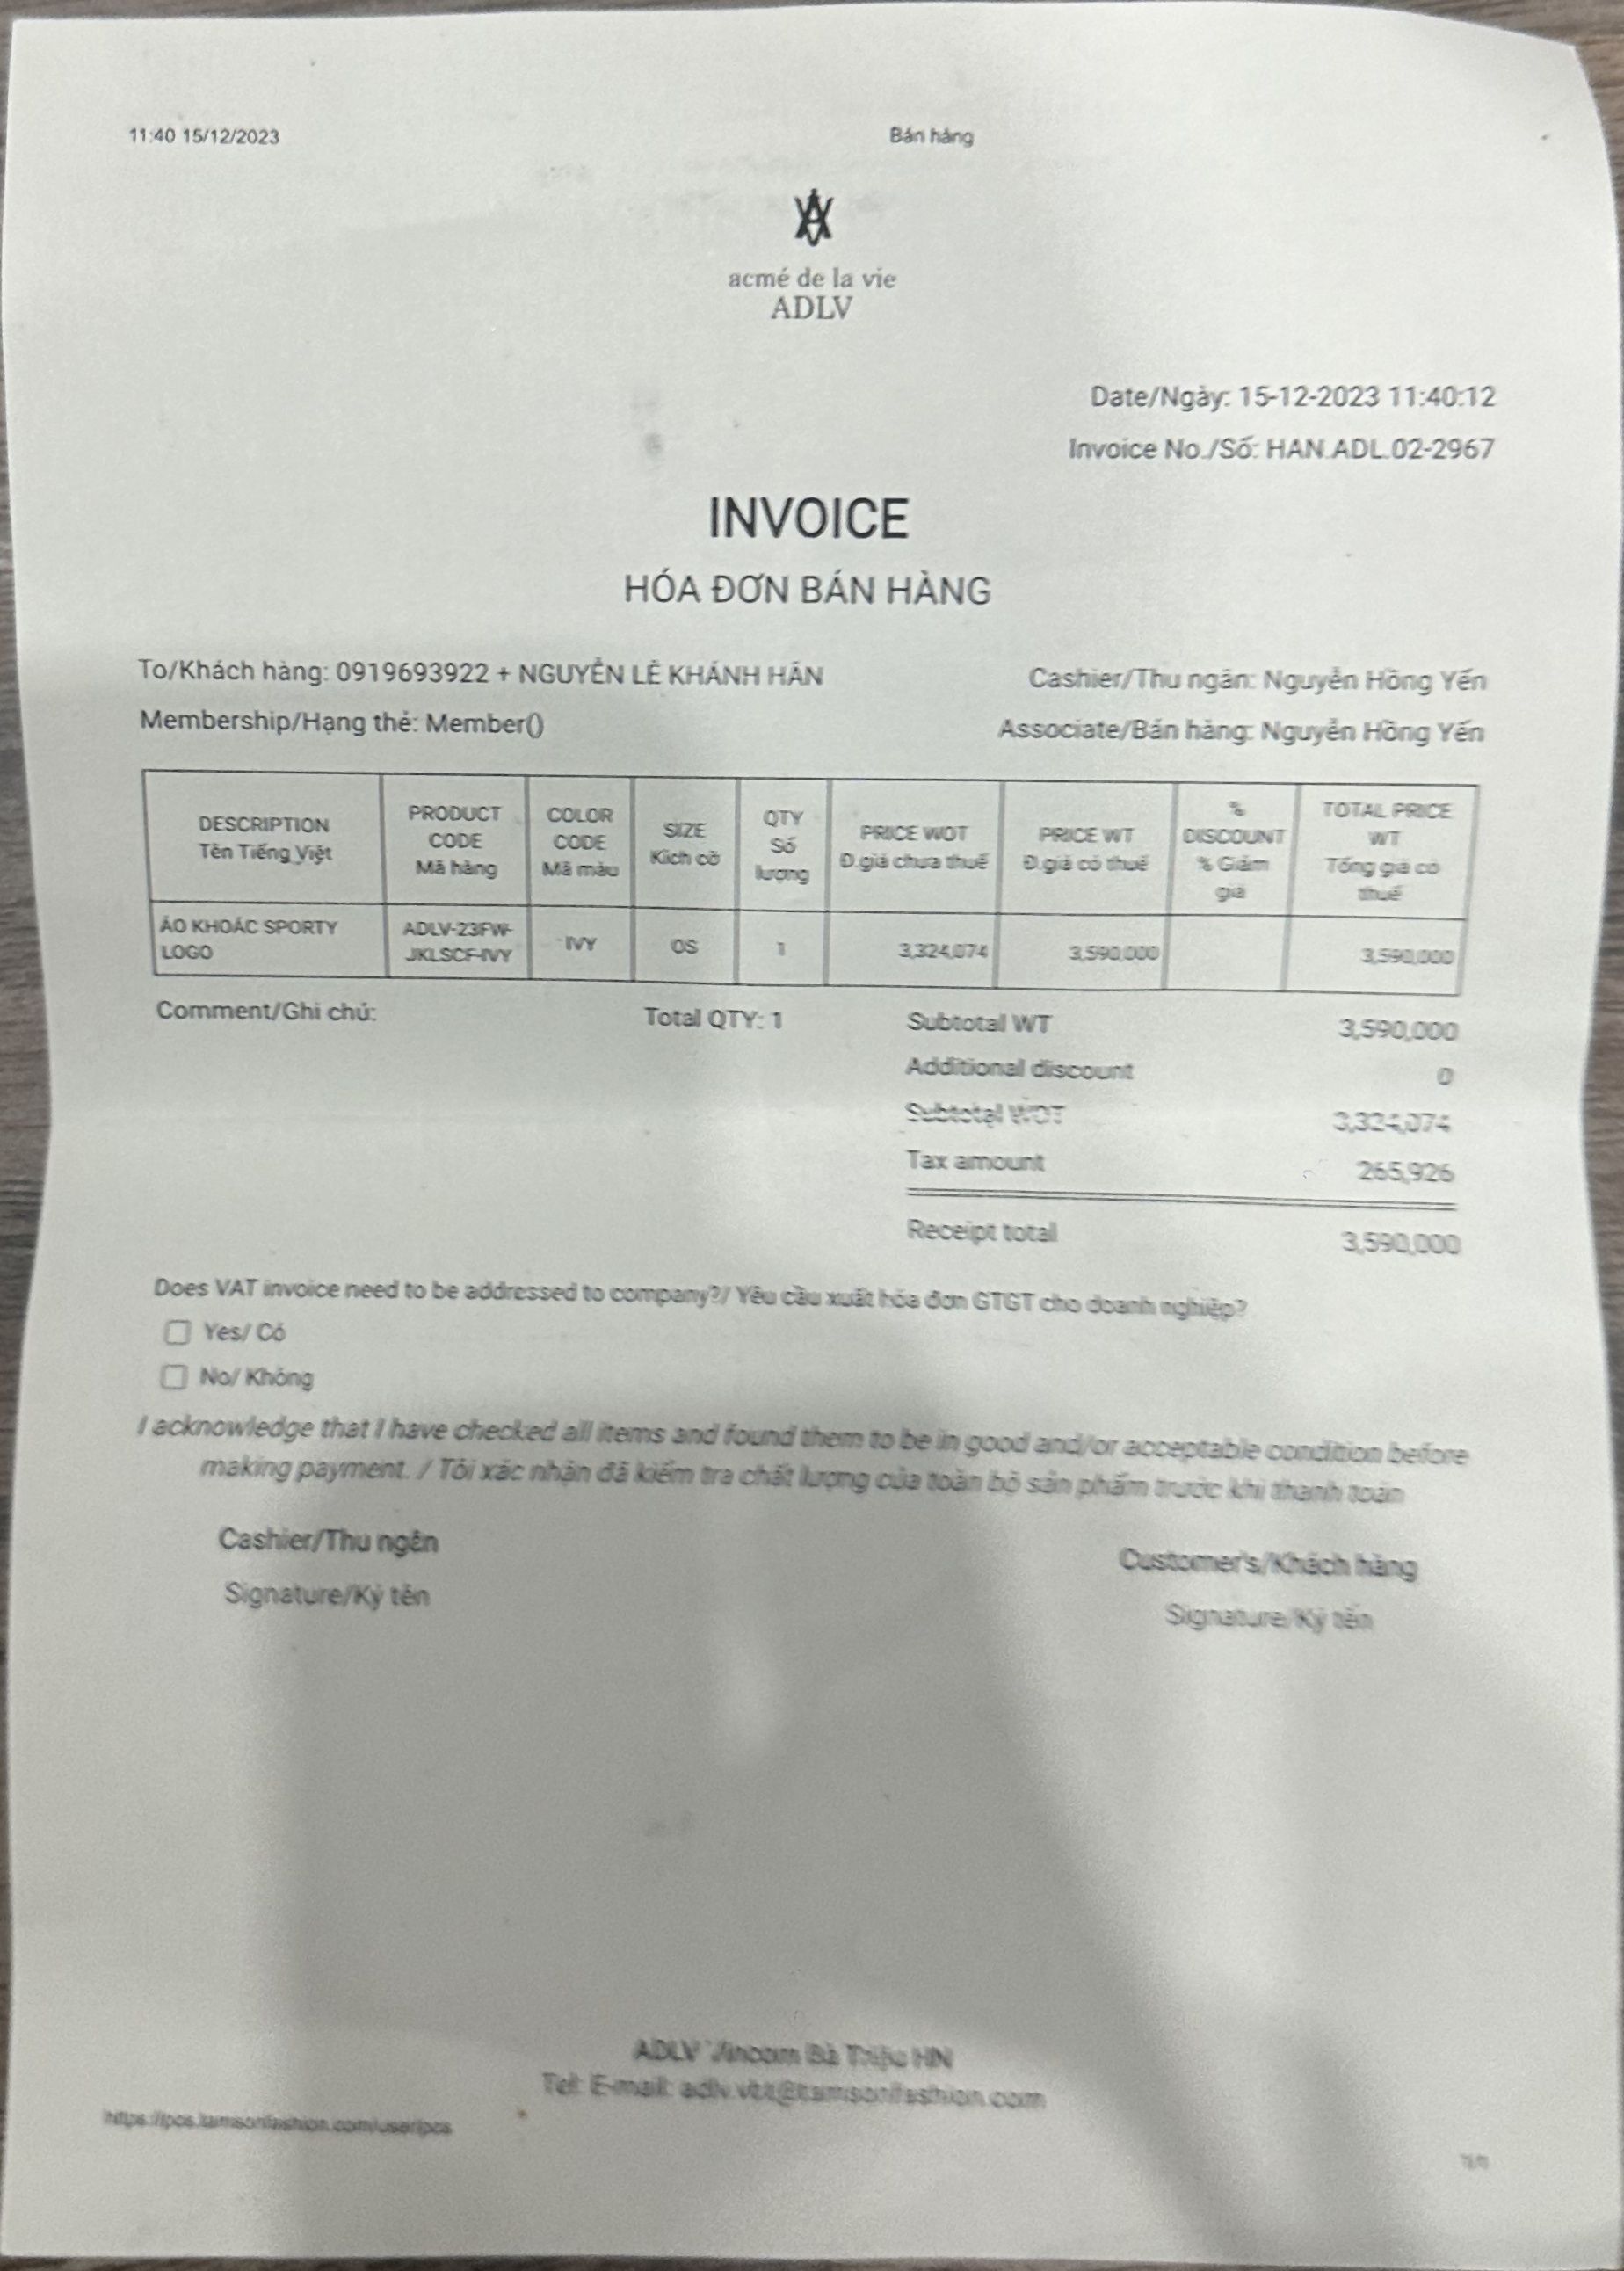 11:40 15/12/2023
Bán hàng
acmé de la vie
ADLV
Date/Ngày: 15-12-2023 11:40:12
Invoice No./Số: HAN.ADL.02-2967
INVOICE
HÓA ĐƠN BÁN HÀNG
To/Khách hàng: 0919693922 + NGUYỄN LÊ KHÁNH HÂN
Cashier/Thu ngân: Nguyễn Hồng Yến
Membership/Hạng thẻ: Member()
Associate/Bán hàng: Nguyễn Hồng Yến
DESCRIPTION
Tên Tiếng Việt
PRODUCT
CODE
Mã hàng
COLOR
CODE
Mã màu
SIZE
Kích cỡ
QTY
Số
lượng
PRICE WOT
Đ.giá chưa thuế
PRICE WT
Đ.giá có thuế
%
DISCOUNT
% Giảm
giá
TOTAL PRICE
WT
Tổng giá có
thuế
ÁO KHOÁC SPORTY
LOGO
ADLV-23FW-
JKLSCF-IVY
IVY
OS
1
3,324,074
3,590,000
3,590,000
Comment/Ghi chú:
Total QTY: 1
Subtotal WT 3,590,000
Additional discount 0
Subtotal WOT 3,324,074
Tax amount 265,926
Receipt total 3,590,000
Does VAT invoice need to be addressed to company?/ Yêu cầu xuất hóa đơn GTGT cho doanh nghiệp?
Yes/ Có
No/ Không
I acknowledge that I have checked all items and found them to be in good and/or acceptable condition before
making payment. / Tôi xác nhận đã kiểm tra chất lượng của toàn bộ sản phẩm trước khi thanh toán
Cashier/Thu ngân
Customer's/Khách hàng
Signature/Ký tên
Signature/Ký tên
ADLV Vincom Bà Triệu HN
Tel: E-mail: adlv.vbt@tamsonfashion.com
https://pos.tamsonfashion.com/user/pos